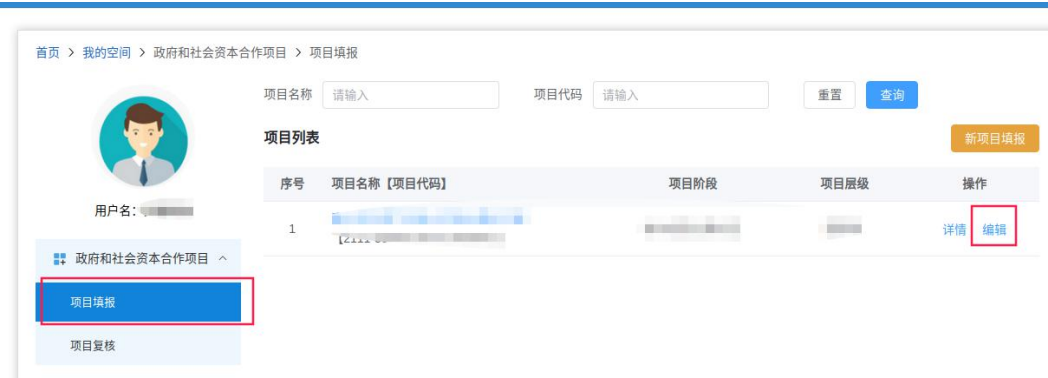 首页 > 我的空间 > 政府和社会资本合作项目 > 项目填报
项目名称 请输入 项目代码 请输入 重置 查询
项目列表 新项目填报
序号 项目名称【项目代码】 项目阶段 项目层级 操作
用户名:
1 详情 编辑
【2111
政府和社会资本合作项目
项目填报
项目复核